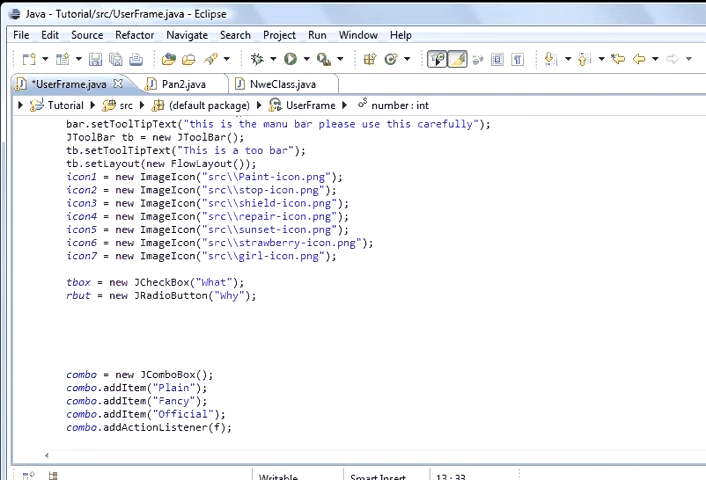 Java - Tutorial/src/UserFrame.java - Eclipse
File Edit Source Refactor Navigate Search Project Run Window Help
*UserFrame.java Pan2.java NweClass.java
Tutorial src (default package) UserFrame number : int
bar.setToolTipText("this is the manu bar please use this carefully");
JToolBar tb = new JToolBar();
tb.setToolTipText("This is a too bar");
tb.setLayout(new FlowLayout());
icon1 = new ImageIcon("src\\Paint-icon.png");
icon2 = new ImageIcon("src\\stop-icon.png");
icon3 = new ImageIcon("src\\shield-icon.png");
icon4 = new ImageIcon("src\\repair-icon.png");
icon5 = new ImageIcon("src\\sunset-icon.png");
icon6 = new ImageIcon("src\\strawberry-icon.png");
icon7 = new ImageIcon("src\\girl-icon.png");
tbox = new JCheckBox("What");
rbut = new JRadioButton("Why");
combo = new JComboBox();
combo.addItem("Plain");
combo.addItem("Fancy");
combo.addItem("Official");
combo.addActionListener(f);
Writable Smart Insert 13 : 33